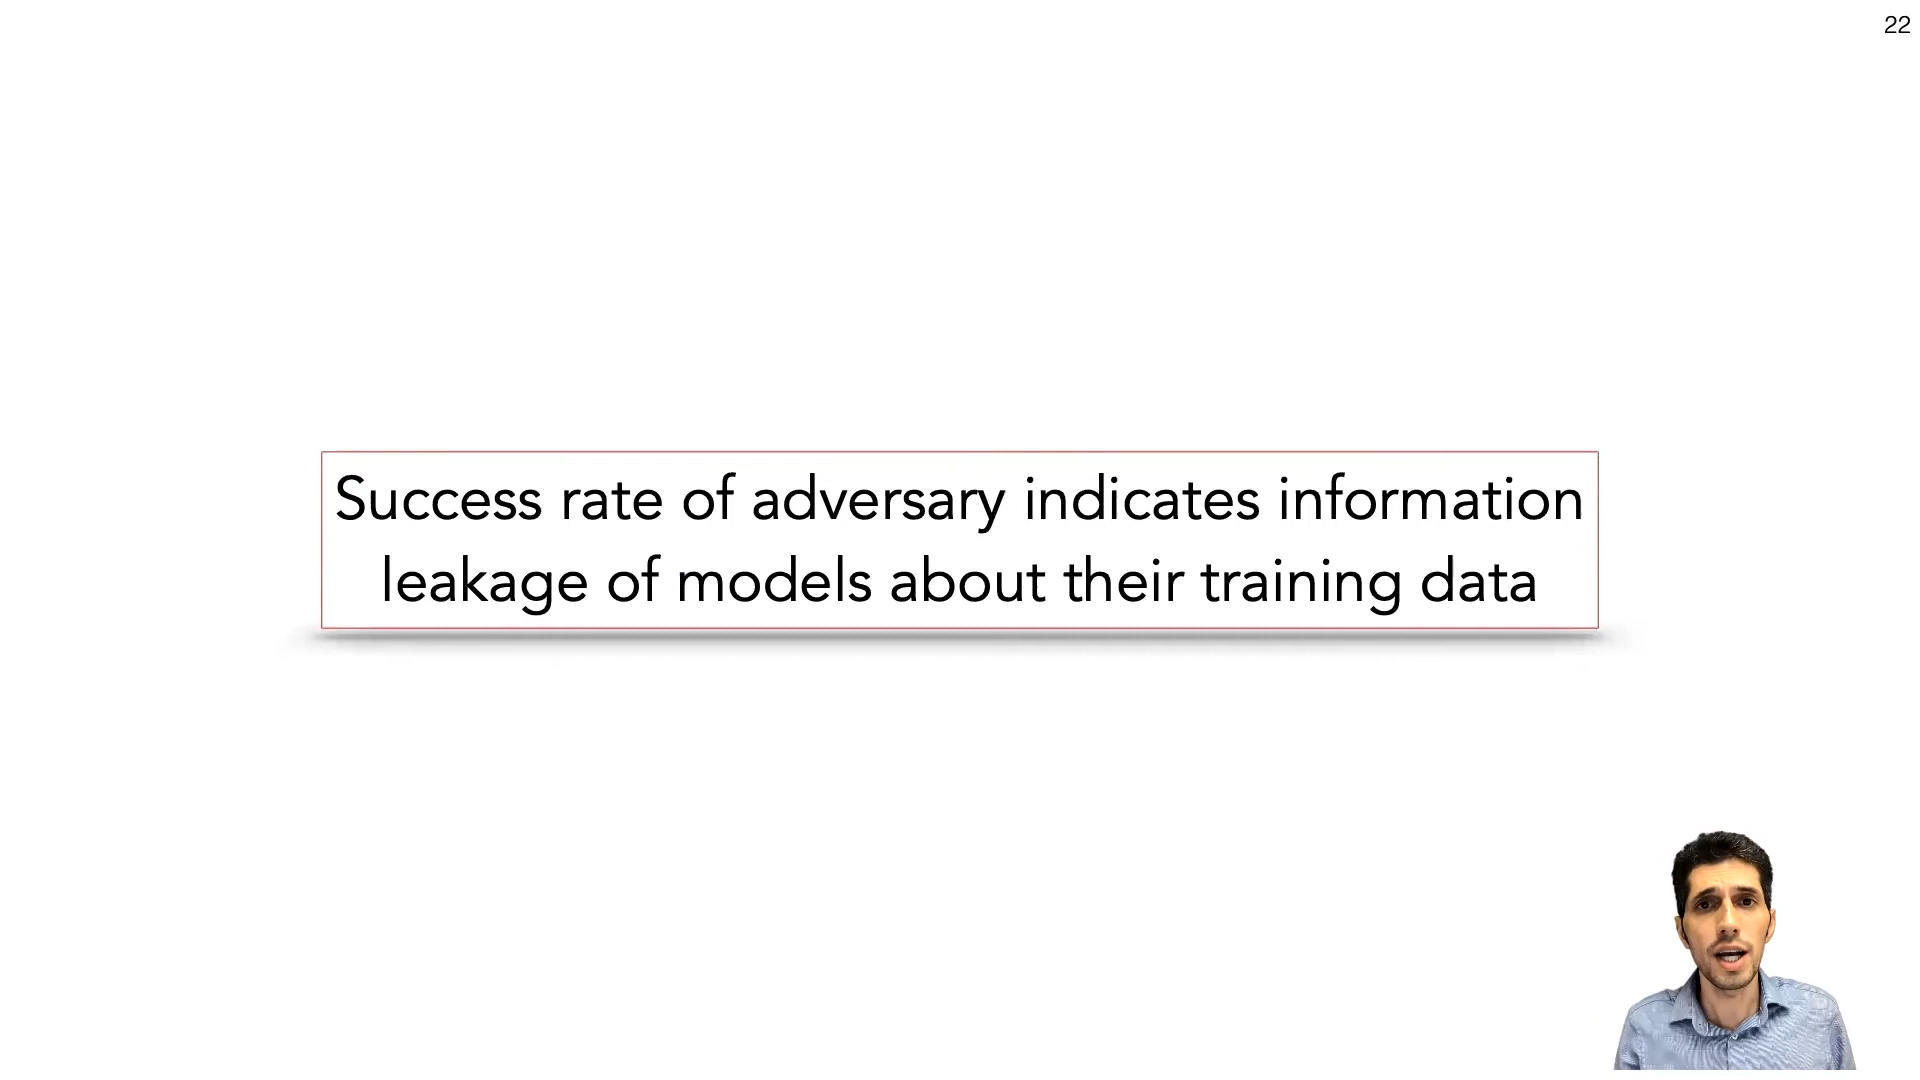 22
Success rate of adversary indicates information
leakage of models about their training data